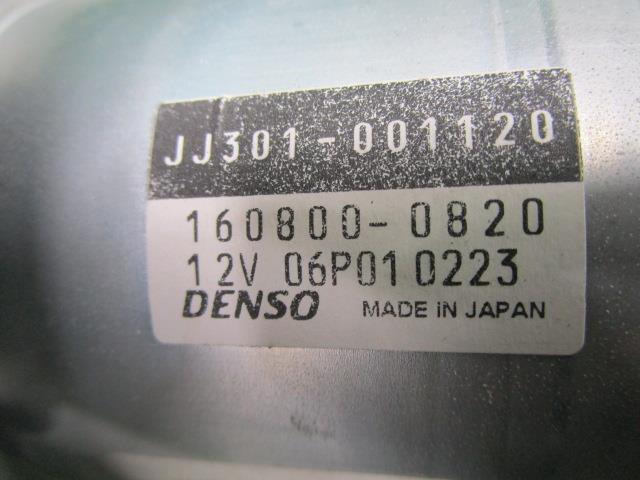 JJ301-001120
160800-0820
12V 06P010223
DENSO MADE IN JAPAN